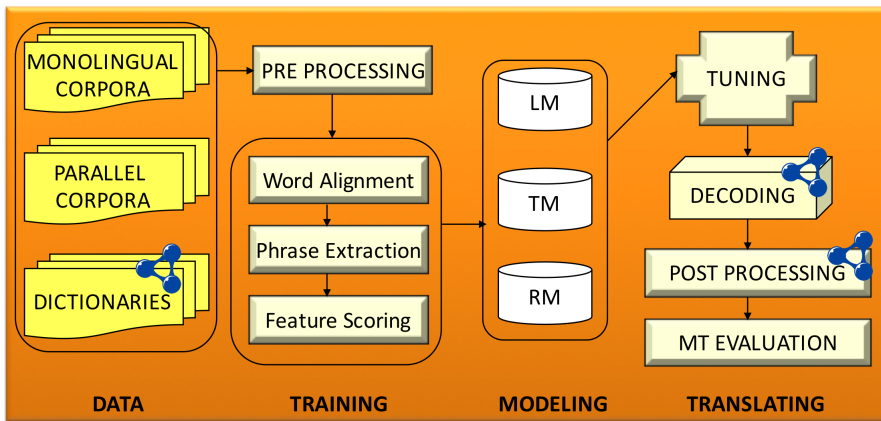 MONOLINGUAL
CORPORA
PARALLEL
CORPORA
DICTIONARIES
DATA
PRE PROCESSING
Word Alignment
Phrase Extraction
Feature Scoring
TRAINING
LM
TM
RM
MODELING
TUNING
DECODING
POST PROCESSING
MT EVALUATION
TRANSLATING